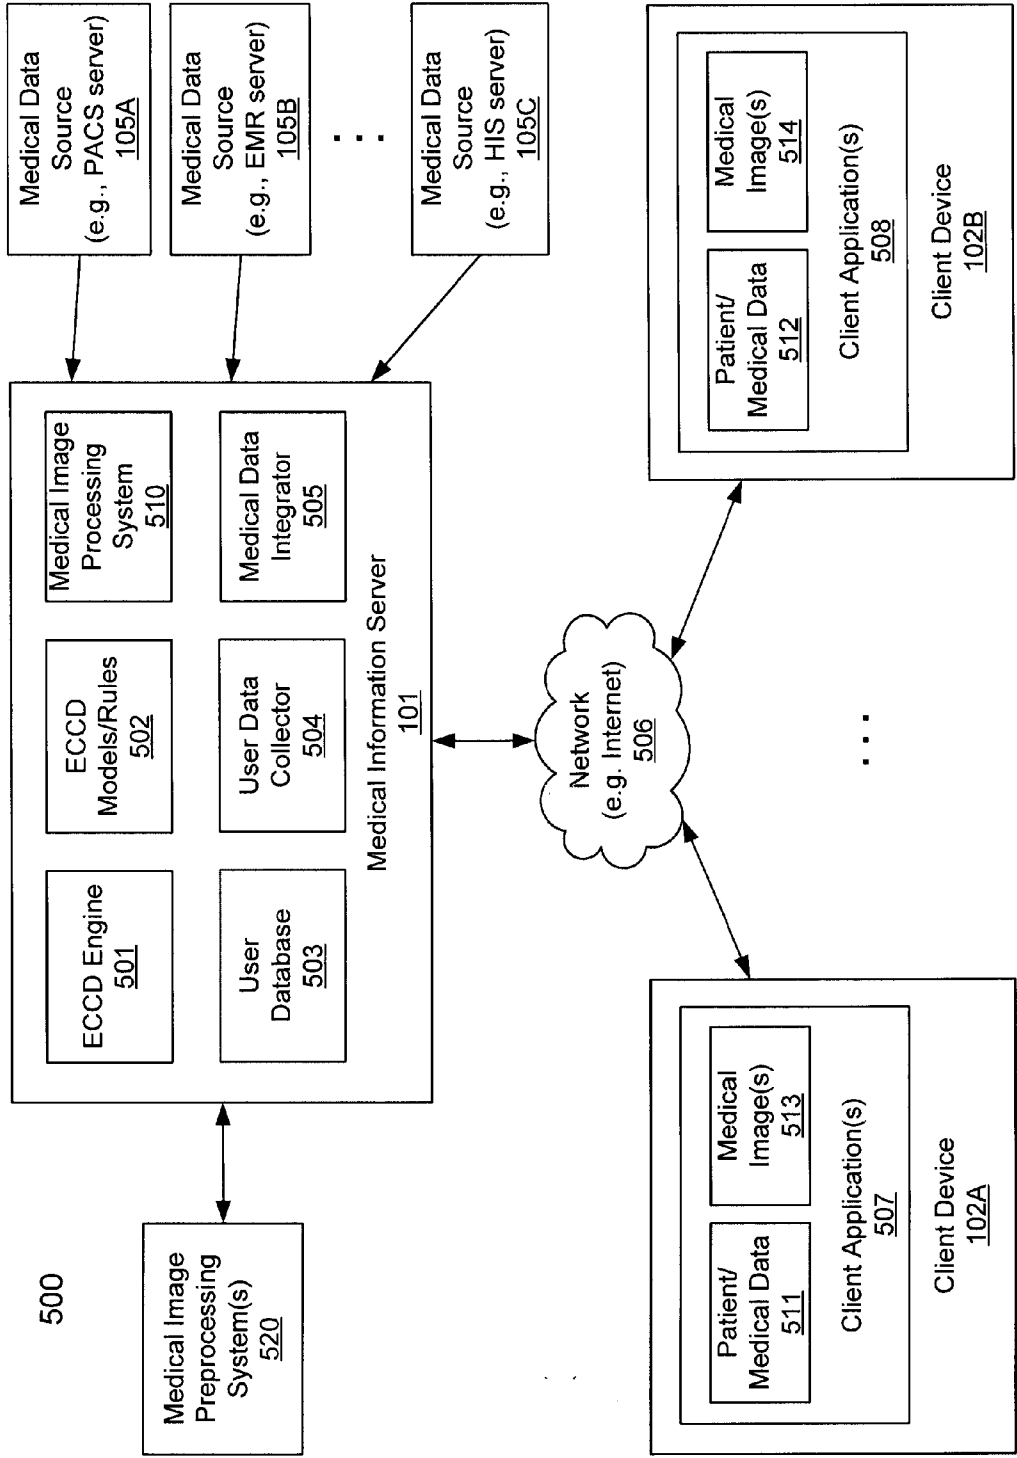 500
Medical Image
Preprocessing
System(s)
520
ECCD Engine
501
ECCD
Models/Rules
502
Medical Image
Processing
System
510
User
Database
503
User Data
Collector
504
Medical Data
Integrator
505
Medical Information Server
101
Medical Data
Source
(e.g., PACS server)
105A
Medical Data
Source
(e.g., EMR server)
105B
. . .
Medical Data
Source
(e.g., HIS server)
105C
Network
(e.g. Internet)
506
Patient/
Medical Data
511
Medical
Image(s)
513
Client Application(s)
507
Client Device
102A
. . .
Patient/
Medical Data
512
Medical
Image(s)
514
Client Application(s)
508
Client Device
102B